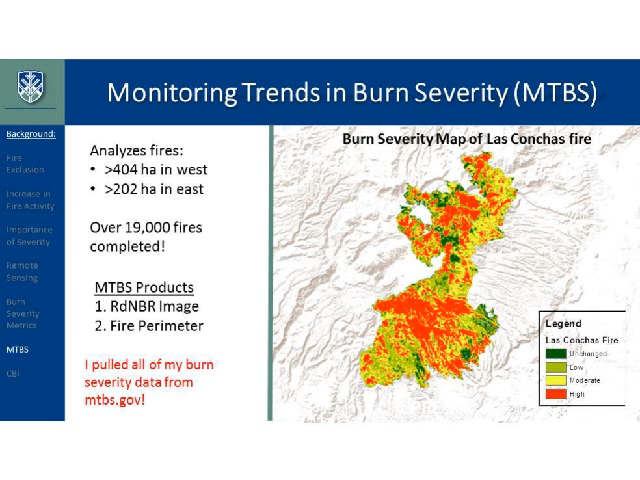 Monitoring Trends in Burn Severity (MTBS)
Background:
Fire
Exclusion
Increase in
Fire Activity
Importance
of Severity
Remote
Sensing
Burn
Severity
Metrics
MTBS
CBI
Analyzes fires:
• >404 ha in west
• >202 ha in east
Over 19,000 fires
completed!
MTBS Products
1. RdNBR Image
2. Fire Perimeter
I pulled all of my burn
severity data from
mtbs.gov!
Burn Severity Map of Las Conchas fire
Legend
Las Conchas Fire
Unchanged
Low
Moderate
High